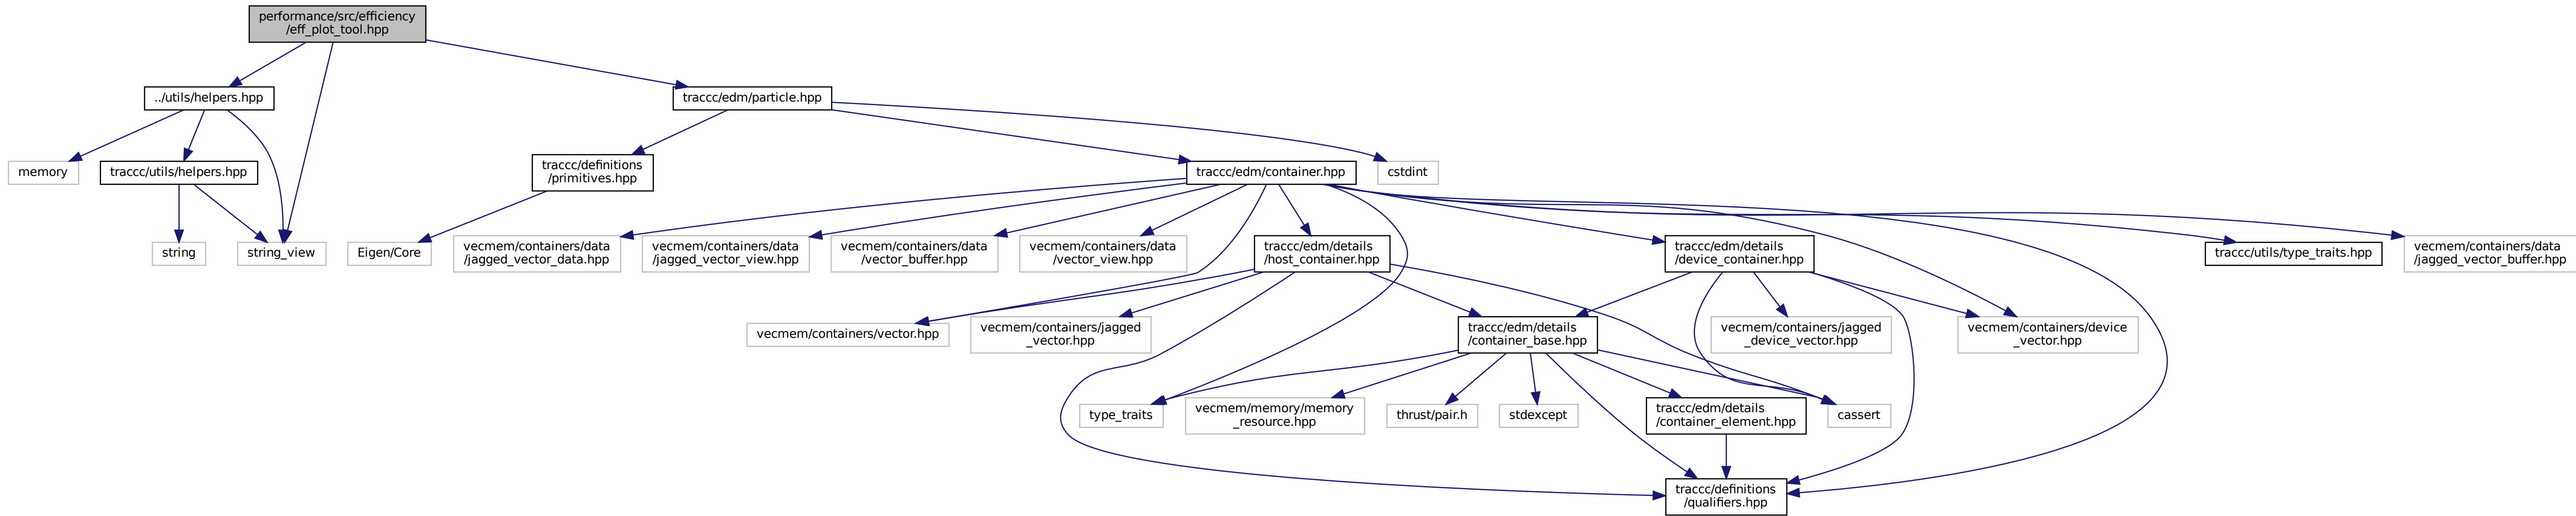 performance/src/efficiency
/eff_plot_tool.hpp
../utils/helpers.hpp
traccc/edm/particle.hpp
memory
traccc/utils/helpers.hpp
traccc/definitions
/primitives.hpp
traccc/edm/container.hpp
cstdint
string
string_view
Eigen/Core
vecmem/containers/data
/jagged_vector_data.hpp
vecmem/containers/data
/jagged_vector_view.hpp
vecmem/containers/data
/vector_buffer.hpp
vecmem/containers/data
/vector_view.hpp
traccc/edm/details
/host_container.hpp
traccc/edm/details
/device_container.hpp
traccc/utils/type_traits.hpp
vecmem/containers/data
/jagged_vector_buffer.hpp
vecmem/containers/vector.hpp
vecmem/containers/jagged
_vector.hpp
traccc/edm/details
/container_base.hpp
vecmem/containers/jagged
_device_vector.hpp
vecmem/containers/device
_vector.hpp
type_traits
vecmem/memory/memory
_resource.hpp
thrust/pair.h
stdexcept
traccc/edm/details
/container_element.hpp
cassert
traccc/definitions
/qualifiers.hpp